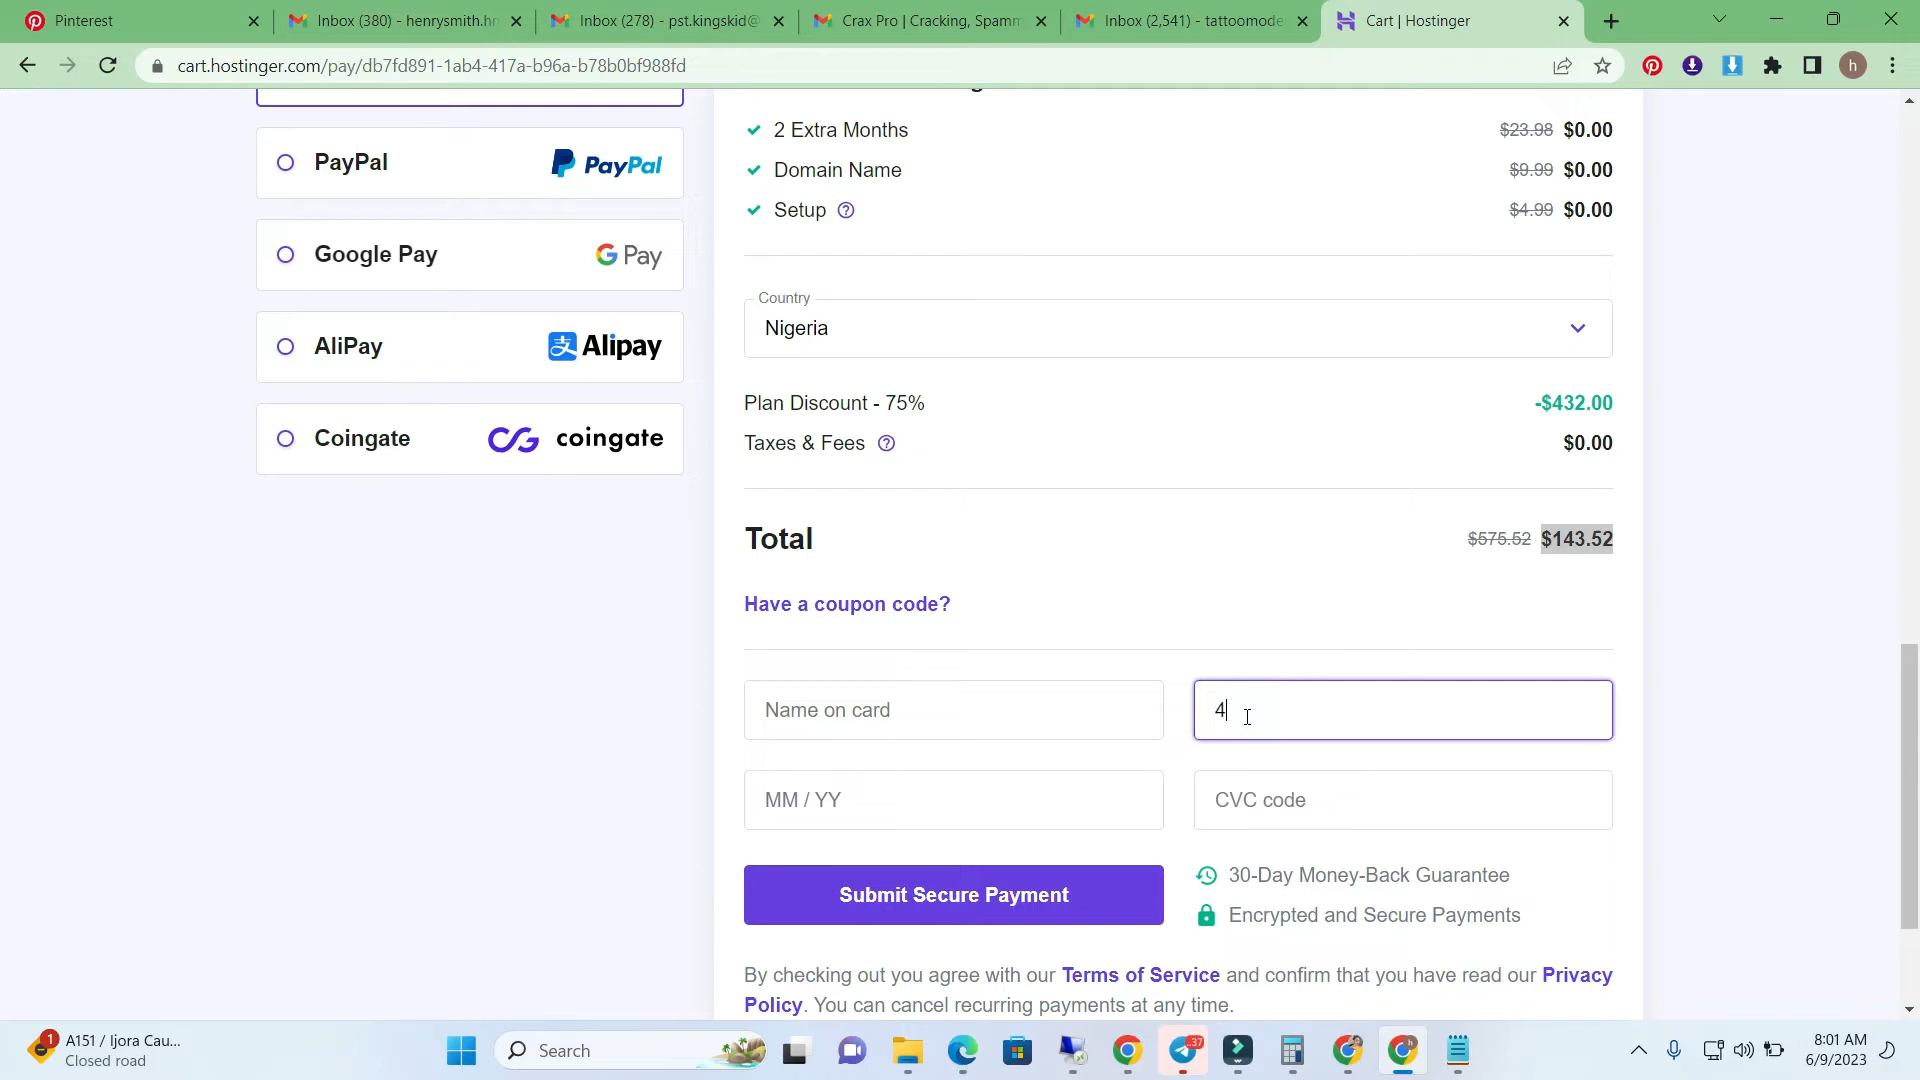 Pinterest
Inbox (380) - henrysmith.hn
Inbox (278) - pst.kingskid@
Crax Pro | Cracking, Spamm
Inbox (2,541) - tattoomode
Cart | Hostinger
cart.hostinger.com/pay/db7fd891-1ab4-417a-b96a-b78b0bf988fd
h
2 Extra Months $23.98 $0.00
PayPal PayPal
Domain Name $9.99 $0.00
Setup ? $4.99 $0.00
Google Pay G Pay
Country
Nigeria
AliPay 支 Alipay
Plan Discount - 75% -$432.00
Coingate coingate
Taxes & Fees ? $0.00
Total $575.52 $143.52
Have a coupon code?
Name on card 4
MM / YY CVC code
Submit Secure Payment
30-Day Money-Back Guarantee
Encrypted and Secure Payments
By checking out you agree with our Terms of Service and confirm that you have read our Privacy
Policy. You can cancel recurring payments at any time.
1
A151 / Ijora Cau...
Closed road
Search
37
h
8:01 AM
6/9/2023